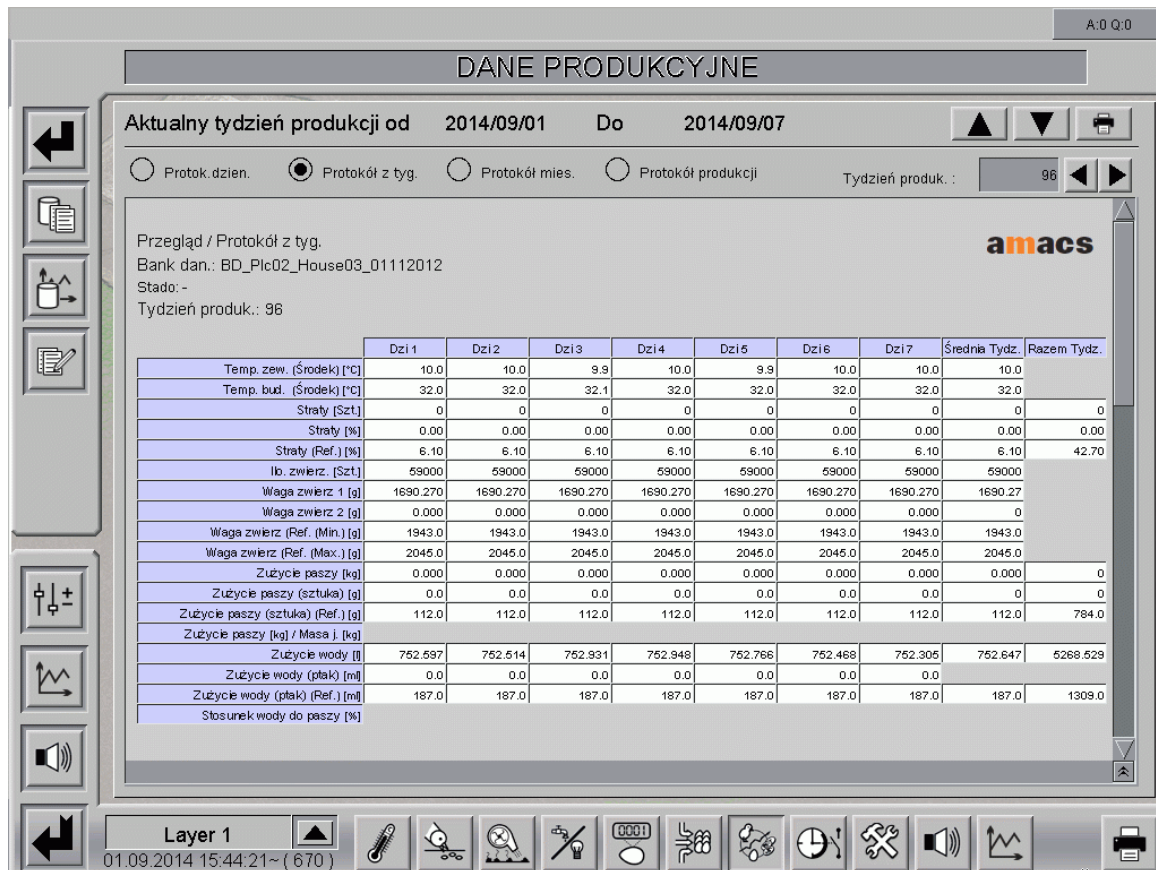 A:0 Q:0
DANE PRODUKCYJNE
Aktualny tydzień produkcji od 2014/09/01 Do 2014/09/07
Protok.dzien. Protokół z tyg. Protokół mies. Protokół produkcji Tydzień produk. : 96
Przegląd / Protokół z tyg.
amacs
Bank dan.: BD_Plc02_House03_01112012
Stado: -
Tydzień produk.: 96
Dzi 1 Dzi 2 Dzi 3 Dzi 4 Dzi 5 Dzi 6 Dzi 7 Średnia Tydz. Razem Tydz.
Temp. zew. (Środek) [°C] 10.0 10.0 9.9 10.0 9.9 10.0 10.0 10.0
Temp. bud. (Środek) [°C] 32.0 32.0 32.1 32.0 32.0 32.0 32.0 32.0
Straty [Szt.] 0 0 0 0 0 0 0 0 0
Straty [%] 0.00 0.00 0.00 0.00 0.00 0.00 0.00 0.00 0.00
Straty (Ref.) [%] 6.10 6.10 6.10 6.10 6.10 6.10 6.10 6.10 42.70
Ilo. zwierz. [Szt.] 59000 59000 59000 59000 59000 59000 59000 59000
Waga zwierz 1 [g] 1690.270 1690.270 1690.270 1690.270 1690.270 1690.270 1690.270 1690.27
Waga zwierz 2 [g] 0.000 0.000 0.000 0.000 0.000 0.000 0.000 0
Waga zwierz (Ref. (Min.) [g] 1943.0 1943.0 1943.0 1943.0 1943.0 1943.0 1943.0 1943.0
Waga zwierz (Ref. (Max.) [g] 2045.0 2045.0 2045.0 2045.0 2045.0 2045.0 2045.0 2045.0
Zużycie paszy [kg] 0.000 0.000 0.000 0.000 0.000 0.000 0.000 0.000 0
Zużycie paszy (sztuka) [g] 0.0 0.0 0.0 0.0 0.0 0.0 0.0 0 0
Zużycie paszy (sztuka) (Ref.) [g] 112.0 112.0 112.0 112.0 112.0 112.0 112.0 112.0 784.0
Zużycie paszy [kg] / Masa j. [kg]
Zużycie wody [l] 752.597 752.514 752.931 752.948 752.766 752.468 752.305 752.647 5268.529
Zużycie wody (ptak) [ml] 0.0 0.0 0.0 0.0 0.0 0.0 0.0
Zużycie wody (ptak) (Ref.) [ml] 187.0 187.0 187.0 187.0 187.0 187.0 187.0 187.0 1309.0
Stosunek wody do paszy [%]
Layer 1
0001
01.09.2014 15:44:21~ ( 670 )